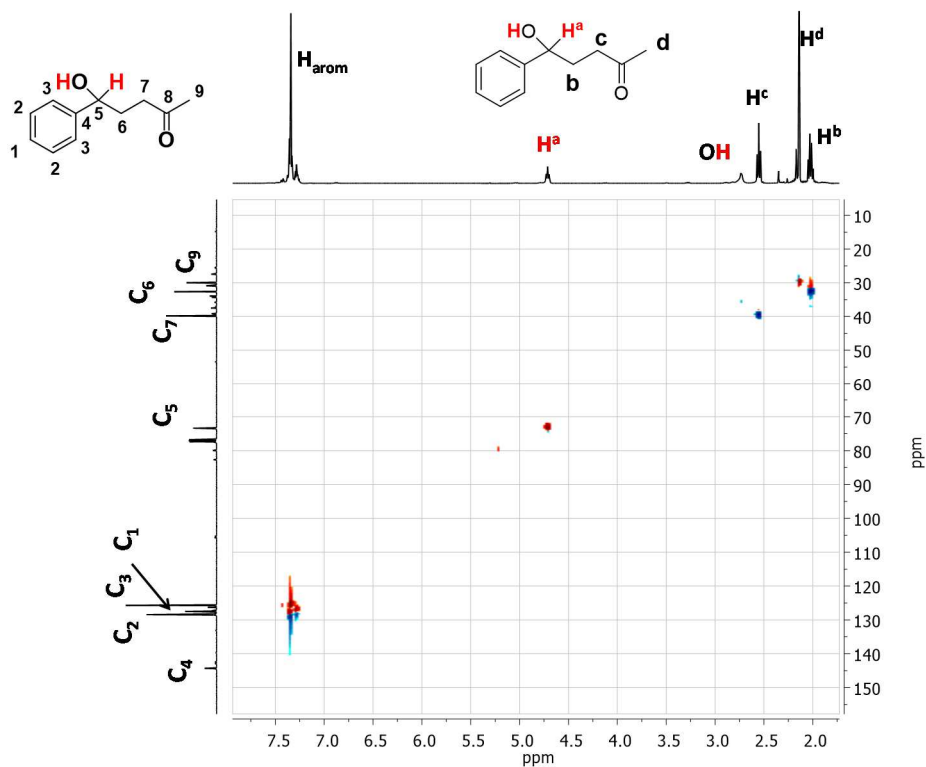 HO H
3 7 8 9
2 5
4 6 O
1 3
2
H arom
HO Hᵃ
c d
b
O
Hᵈ
Hᶜ
Hᵇ
Hᵃ
OH
C₉
C₆
C₇
C₅
C₁
C₃
C₂
C₄
10
20
30
40
50
60
70
80
90
100
110
120
130
140
150
ppm
7.5 7.0 6.5 6.0 5.5 5.0 4.5 4.0 3.5 3.0 2.5 2.0
ppm